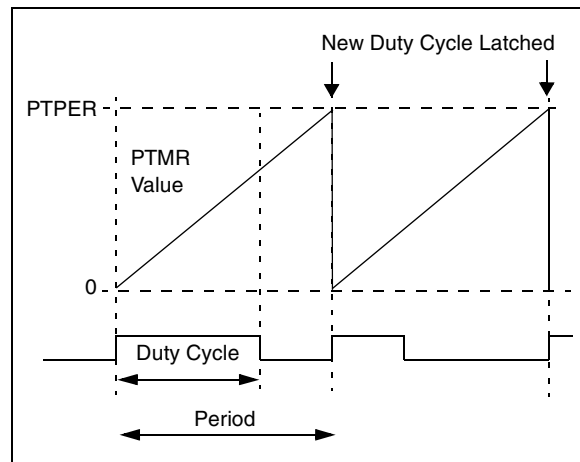 New Duty Cycle Latched
PTPER
PTMR
Value
0
Duty Cycle
Period